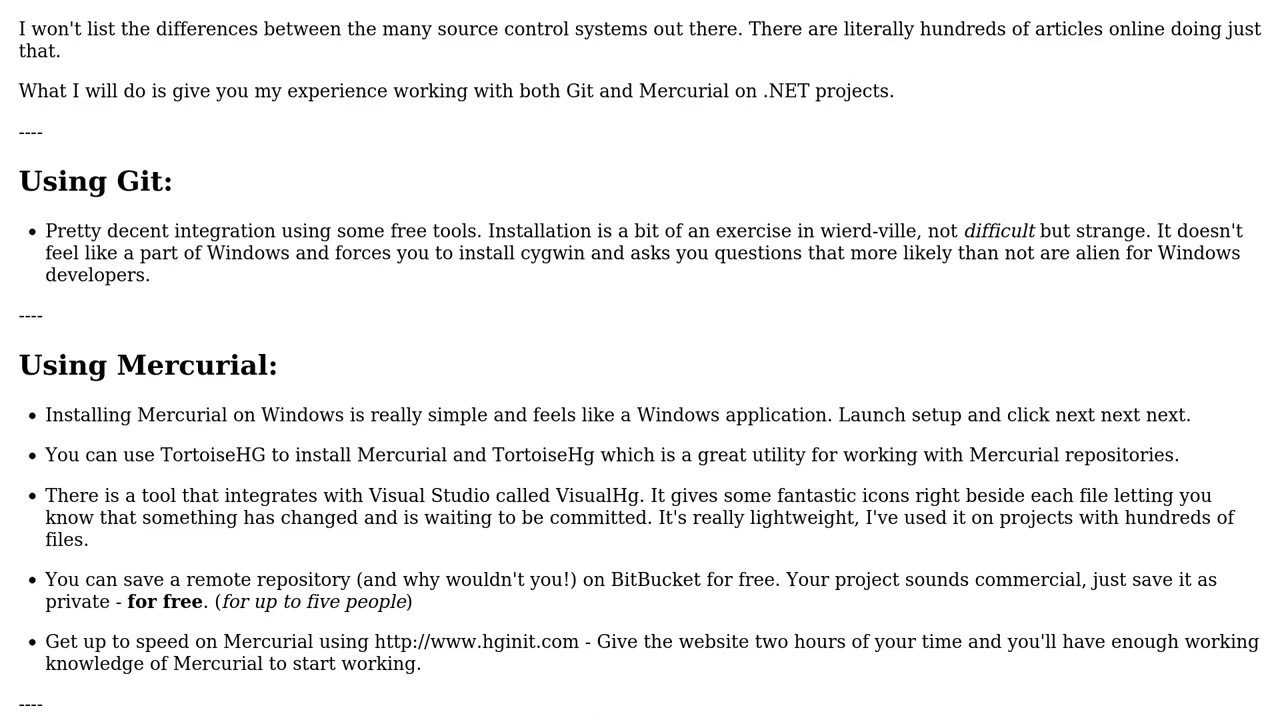 I won't list the differences between the many source control systems out there. There are literally hundreds of articles online doing just
that.
What I will do is give you my experience working with both Git and Mercurial on .NET projects.
----
Using Git:
• Pretty decent integration using some free tools. Installation is a bit of an exercise in wierd-ville, not difficult but strange. It doesn't
feel like a part of Windows and forces you to install cygwin and asks you questions that more likely than not are alien for Windows
developers.
----
Using Mercurial:
• Installing Mercurial on Windows is really simple and feels like a Windows application. Launch setup and click next next next.
• You can use TortoiseHG to install Mercurial and TortoiseHg which is a great utility for working with Mercurial repositories.
• There is a tool that integrates with Visual Studio called VisualHg. It gives some fantastic icons right beside each file letting you
know that something has changed and is waiting to be committed. It's really lightweight, I've used it on projects with hundreds of
files.
• You can save a remote repository (and why wouldn't you!) on BitBucket for free. Your project sounds commercial, just save it as
private - for free. (for up to five people)
• Get up to speed on Mercurial using http://www.hginit.com - Give the website two hours of your time and you'll have enough working
knowledge of Mercurial to start working.
----